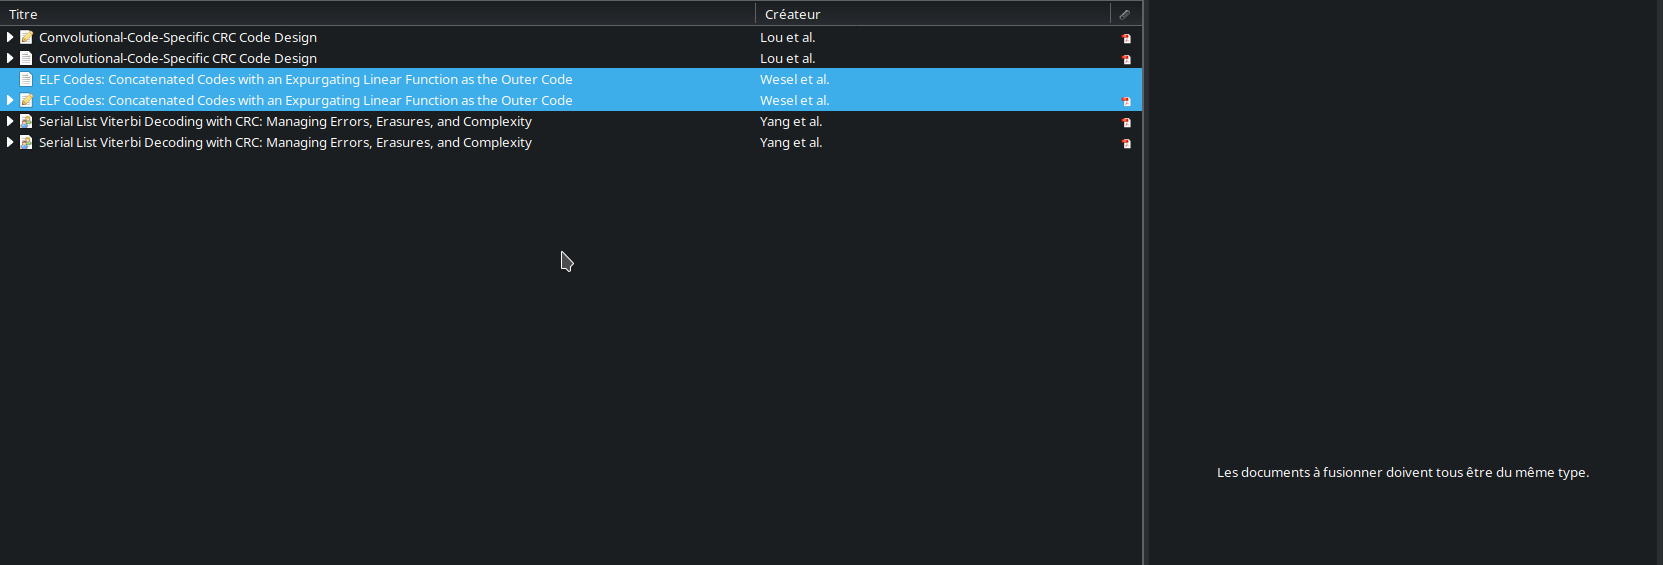 Titre Créateur
Convolutional-Code-Specific CRC Code Design Lou et al.
Convolutional-Code-Specific CRC Code Design Lou et al.
ELF Codes: Concatenated Codes with an Expurgating Linear Function as the Outer Code Wesel et al.
ELF Codes: Concatenated Codes with an Expurgating Linear Function as the Outer Code Wesel et al.
Serial List Viterbi Decoding with CRC: Managing Errors, Erasures, and Complexity Yang et al.
Serial List Viterbi Decoding with CRC: Managing Errors, Erasures, and Complexity Yang et al.
Les documents à fusionner doivent tous être du même type.